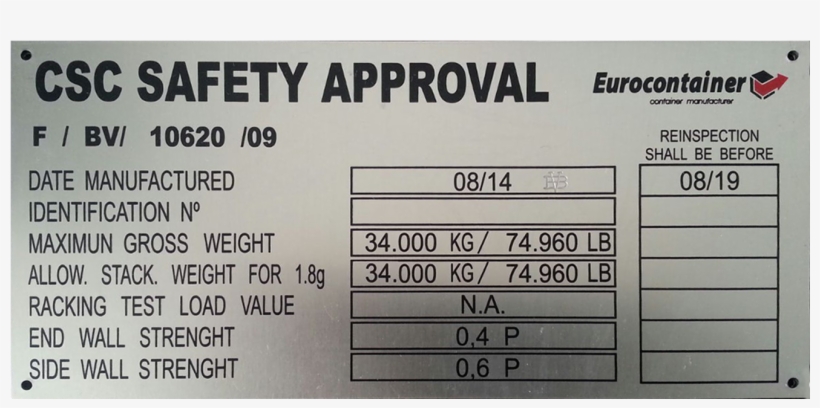 CSC SAFETY APPROVAL
Eurocontainer
container manufacturer
F / BV/ 10620 /09
REINSPECTION
SHALL BE BEFORE
DATE MANUFACTURED 08/14 08/19
IDENTIFICATION Nº
MAXIMUN GROSS WEIGHT 34.000 KG/ 74.960 LB
ALLOW. STACK. WEIGHT FOR 1.8g 34.000 KG/ 74.960 LB
RACKING TEST LOAD VALUE N.A.
END WALL STRENGHT 0,4 P
SIDE WALL STRENGHT 0,6 P